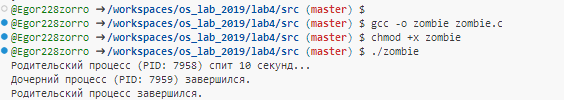 @Egor228zorro →/workspaces/os_lab_2019/lab4/src (master) $
@Egor228zorro →/workspaces/os_lab_2019/lab4/src (master) $ gcc -o zombie zombie.c
@Egor228zorro →/workspaces/os_lab_2019/lab4/src (master) $ chmod +x zombie
@Egor228zorro →/workspaces/os_lab_2019/lab4/src (master) $ ./zombie
Родительский процесс (PID: 7958) спит 10 секунд...
Дочерний процесс (PID: 7959) завершился.
Родительский процесс завершился.